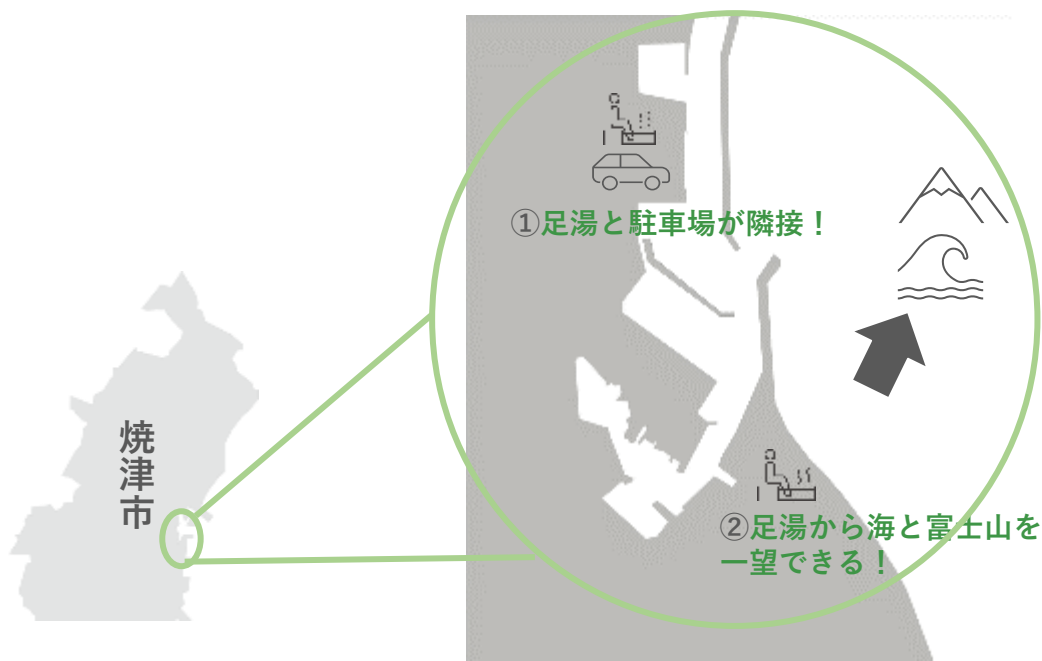 ①足湯と駐車場が隣接！
焼津市
②足湯から海と富士山を
一望できる！